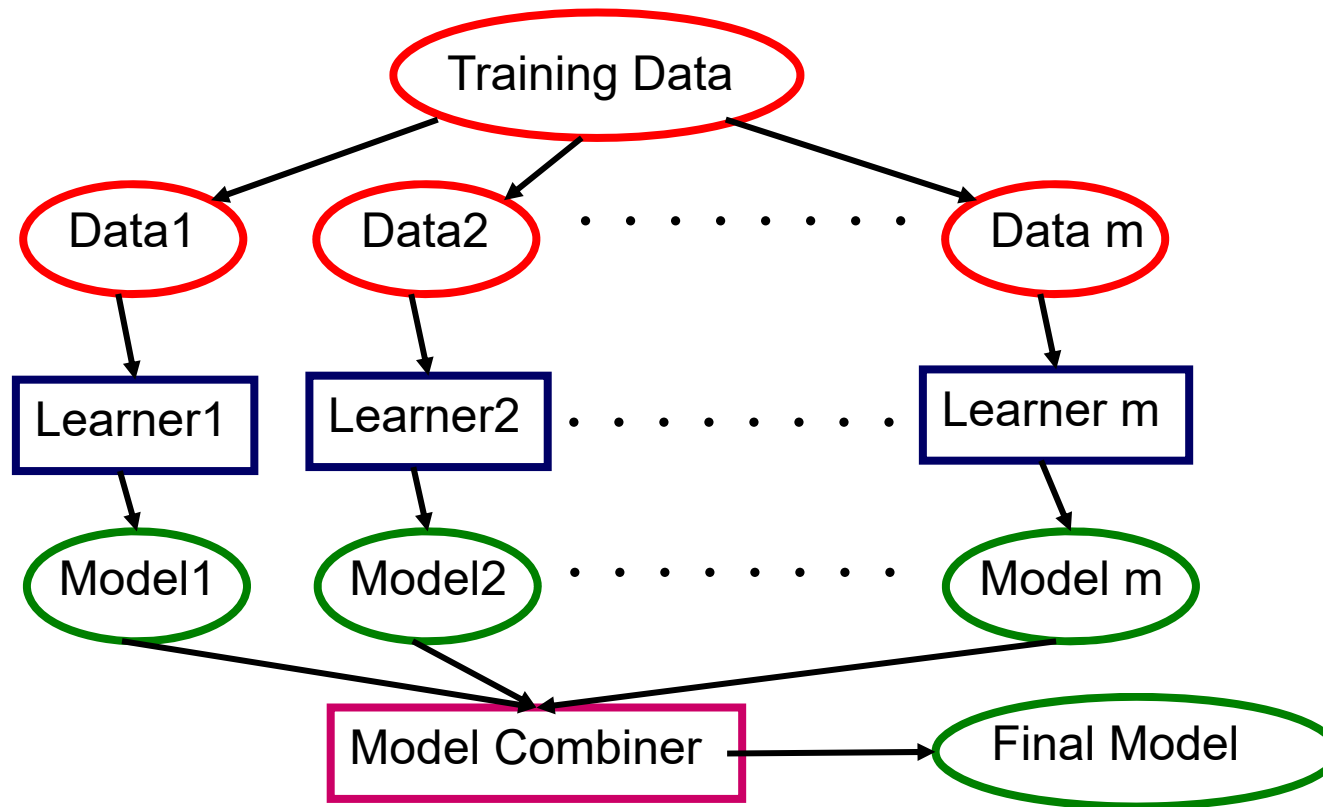 Training Data
Data1
Data2
Data m
Learner1
Learner2
Learner m
Model1
Model2
Model m
Model Combiner
Final Model